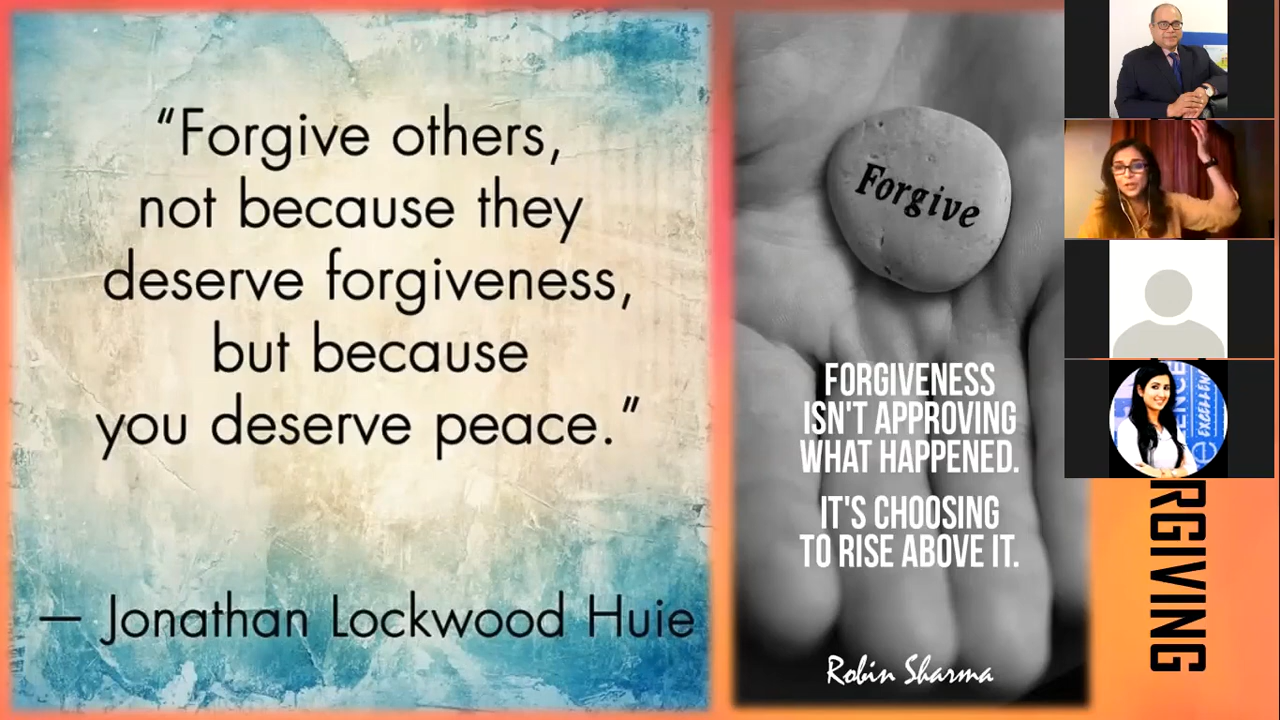 “Forgive others,
not because they
deserve forgiveness,
but because
you deserve peace.”
— Jonathan Lockwood Huie
Forgive
FORGIVENESS
ISN'T APPROVING
WHAT HAPPENED.
IT'S CHOOSING
TO RISE ABOVE IT.
Robin Sharma
EXCELLENC
RGIVING